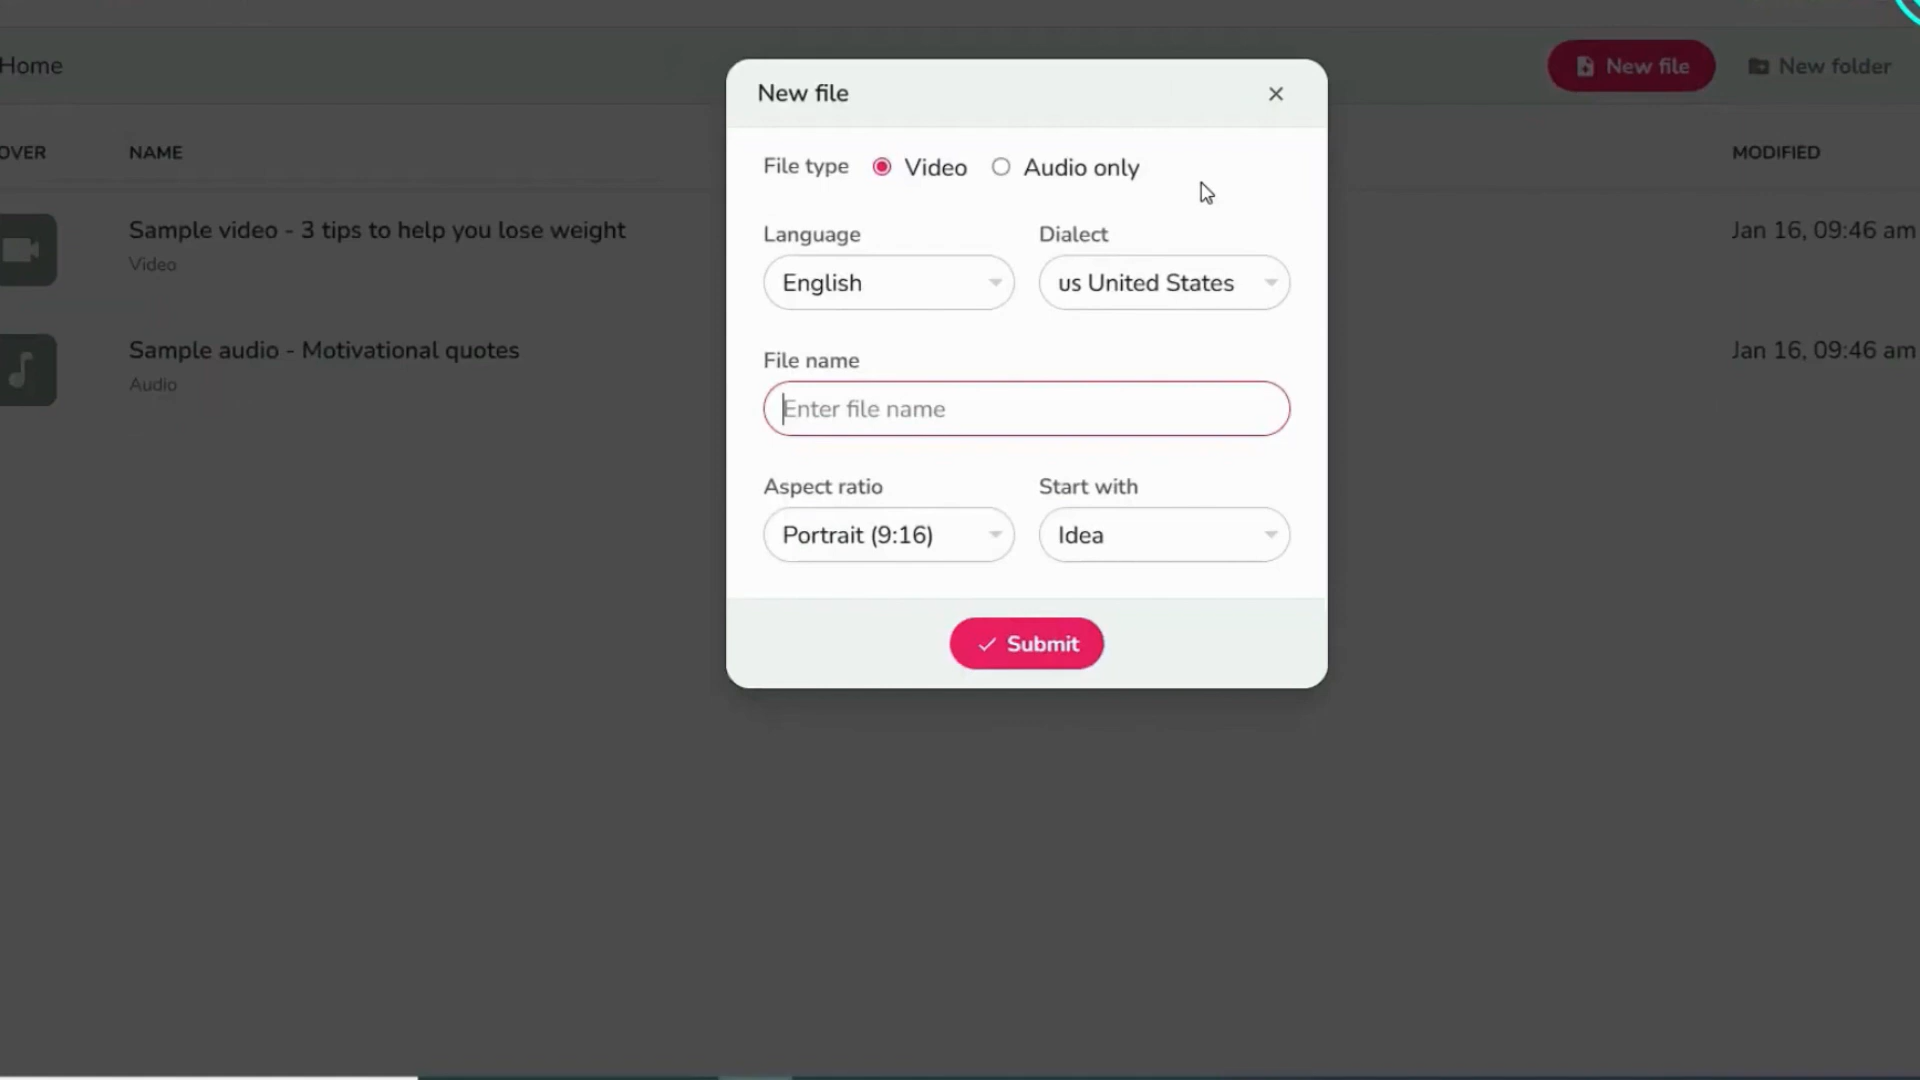 Home
New file
New folder
OVER
NAME
MODIFIED
Sample video - 3 tips to help you lose weight
Video
Jan 16, 09:46 am
Sample audio - Motivational quotes
Audio
Jan 16, 09:46 am
New file
File type
Video
Audio only
Language
Dialect
English
us United States
File name
Enter file name
Aspect ratio
Start with
Portrait (9:16)
Idea
Submit